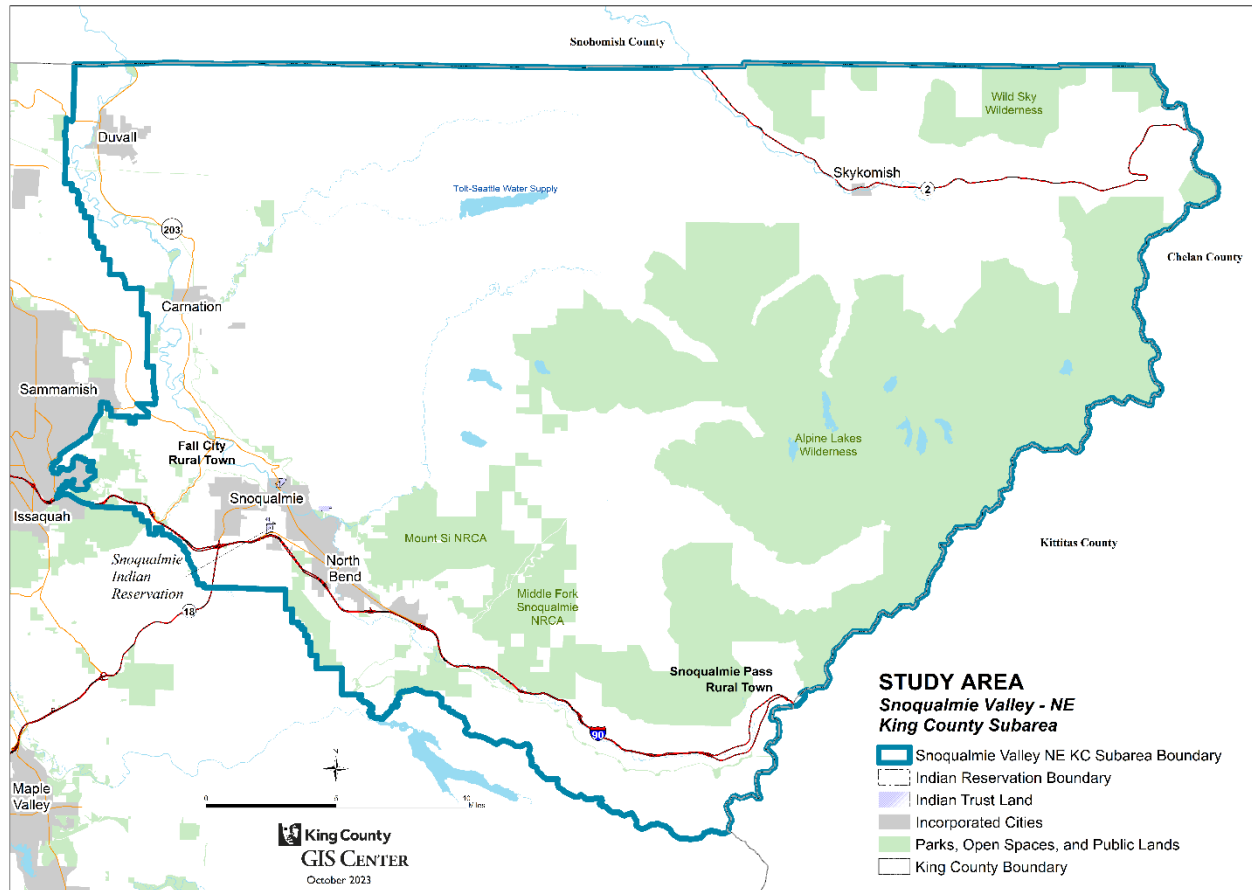 Snohomish County
Wild Sky
Wilderness
Duvall
Skykomish
Tolt-Seattle Water Supply
2
203
Chelan County
Carnation
Sammamish
Fall City
Rural Town
Alpine Lakes
Wilderness
Snoqualmie
Issaquah
Mount Si NRCA
Kittitas County
Snoqualmie
Indian
Reservation
North
Bend
Middle Fork
Snoqualmie
NRCA
18
Snoqualmie Pass
Rural Town
90
STUDY AREA
Snoqualmie Valley - NE
King County Subarea
Snoqualmie Valley NE KC Subarea Boundary
Indian Reservation Boundary
Indian Trust Land
Incorporated Cities
Parks, Open Spaces, and Public Lands
King County Boundary
Maple
Valley
0 5 10
Miles
King County
GIS CENTER
October 2023